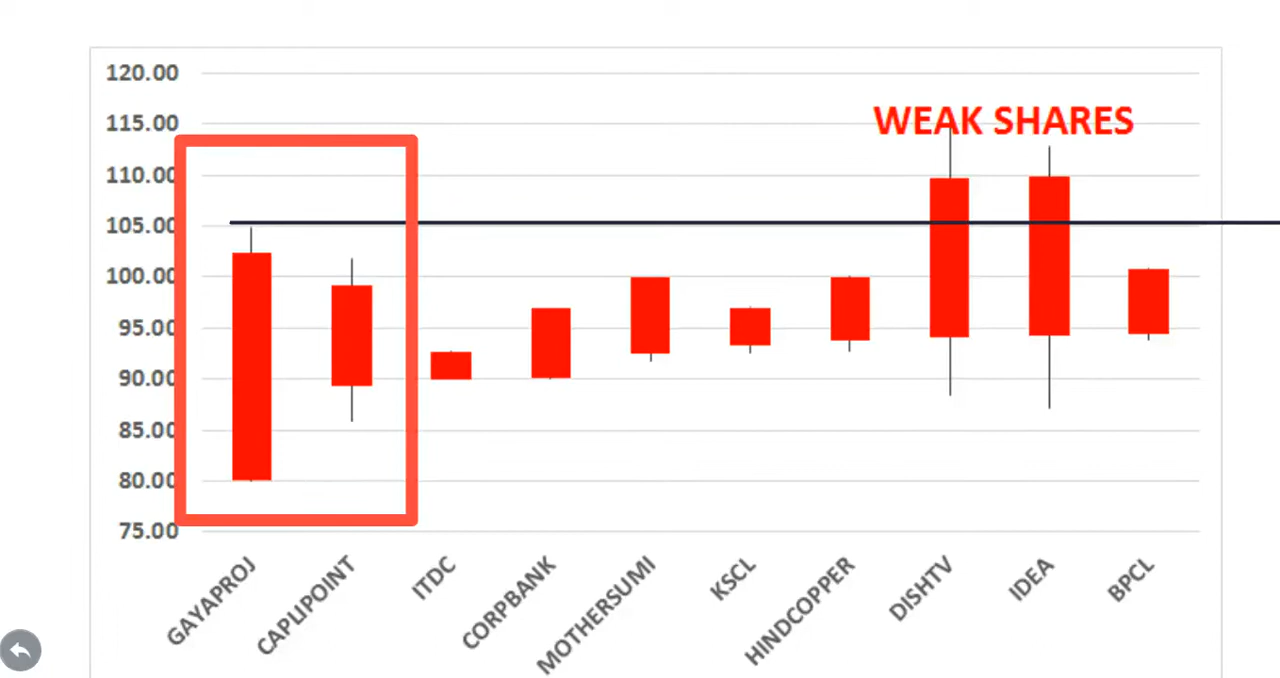 120.00
WEAK SHARES
115.00
110.00
105.00
100.00
95.00
90.00
85.00
80.00
75.00
GAYAPROJ
CAPLIPOINT
ITDC
CORPBANK
MOTHERSUMI
KSCL
HINDCOPPER
DISHTV
IDEA
BPCL